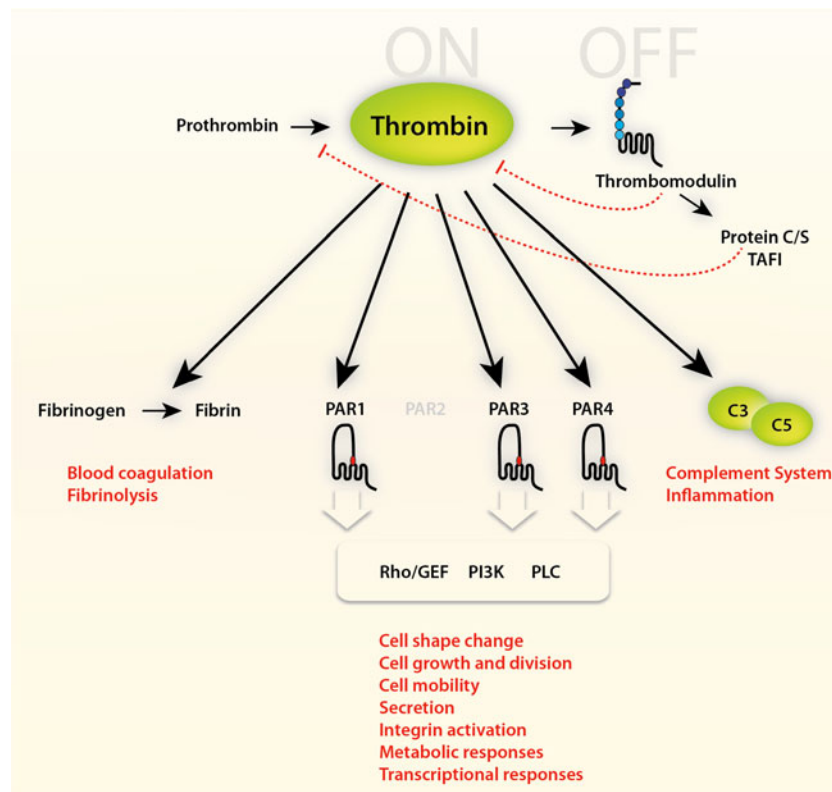 ON OFF
Prothrombin Thrombin
Thrombomodulin
Protein C/S
TAFI
Fibrinogen Fibrin PAR1 PAR2 PAR3 PAR4 C3
C5
Blood coagulation
Fibrinolysis
Complement System
Inflammation
Rho/GEF PI3K PLC
Cell shape change
Cell growth and division
Cell mobility
Secretion
Integrin activation
Metabolic responses
Transcriptional responses